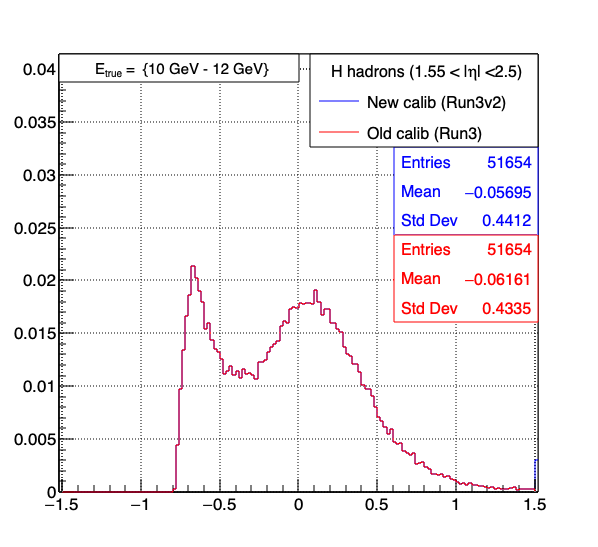 E_true = {10 GeV - 12 GeV}
H hadrons (1.55 < |η| <2.5)
New calib (Run3v2)
Old calib (Run3)
Entries 51654
Mean −0.05695
Std Dev 0.4412
Entries 51654
Mean −0.06161
Std Dev 0.4335
0.04
0.035
0.03
0.025
0.02
0.015
0.01
0.005
0
−1.5 −1 −0.5 0 0.5 1 1.5